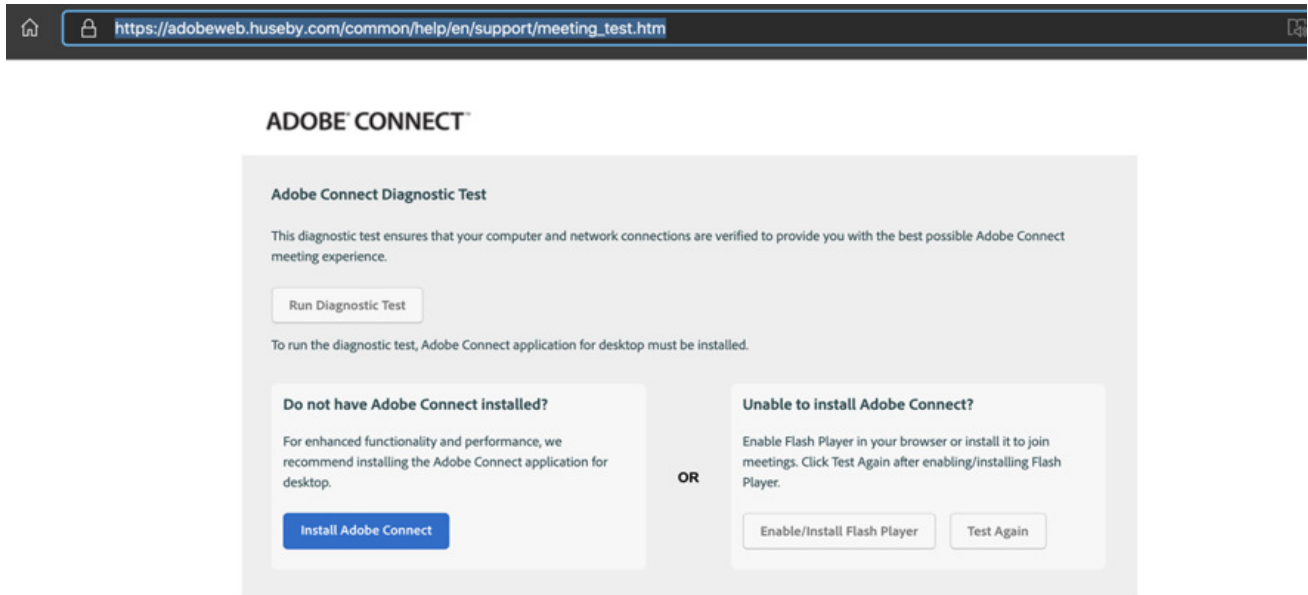 https://adobeweb.huseby.com/common/help/en/support/meeting_test.htm
ADOBE® CONNECT™
Adobe Connect Diagnostic Test
This diagnostic test ensures that your computer and network connections are verified to provide you with the best possible Adobe Connect
meeting experience.
Run Diagnostic Test
To run the diagnostic test, Adobe Connect application for desktop must be installed.
Do not have Adobe Connect installed?
For enhanced functionality and performance, we
recommend installing the Adobe Connect application for
desktop.
Install Adobe Connect
OR
Unable to install Adobe Connect?
Enable Flash Player in your browser or install it to join
meetings. Click Test Again after enabling/installing Flash
Player.
Enable/Install Flash Player
Test Again